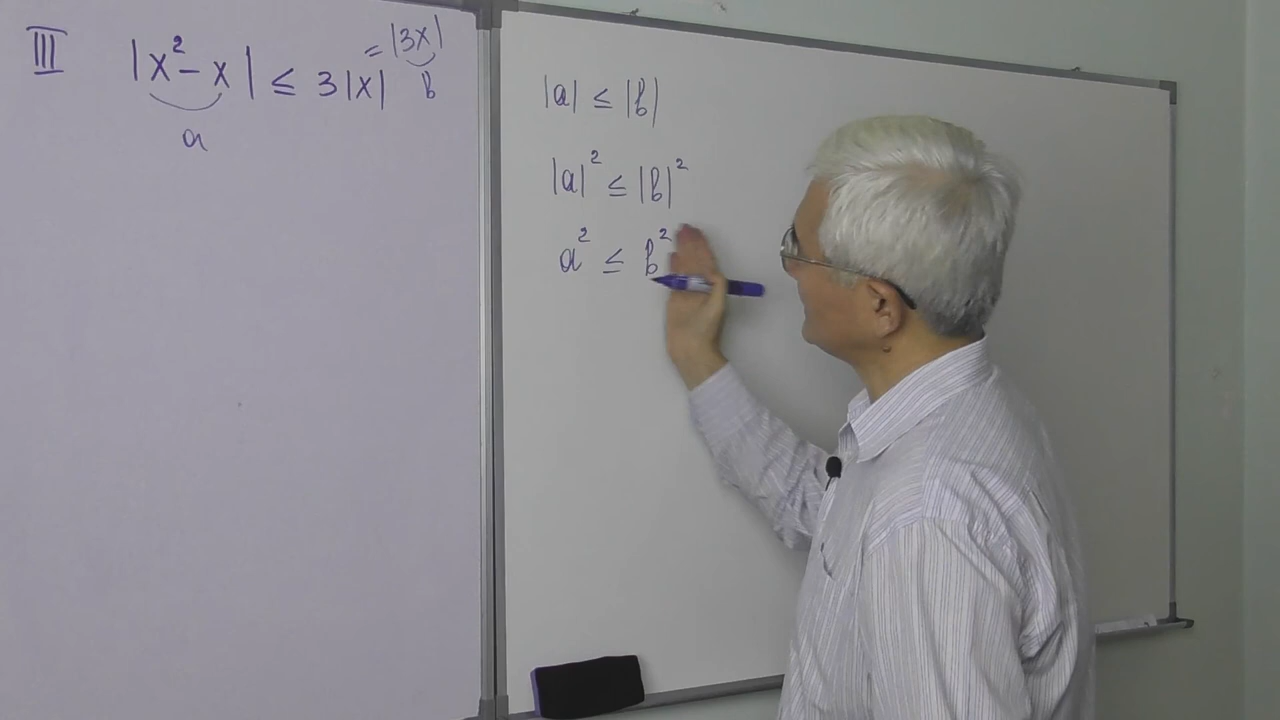 III |x² - x| ≤ 3|x| = |3x|
a b
|a| ≤ |b|
|a|² ≤ |b|²
a² ≤ b²